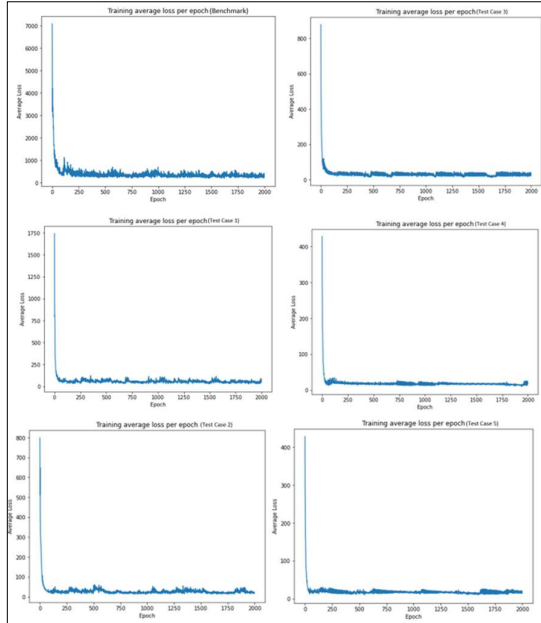 Training average loss per epoch (Benchmark)
7000
6000
5000
4000
3000
2000
1000
0
Average Loss
0 250 500 750 1000 1250 1500 1750 2000
Epoch
Training average loss per epoch (Test Case 3)
800
600
400
200
0
Average Loss
0 250 500 750 1000 1250 1500 1750 2000
Epoch
Training average loss per epoch (Test Case 1)
1750
1500
1250
1000
750
500
250
0
Average Loss
0 250 500 750 1000 1250 1500 1750 2000
Epoch
Training average loss per epoch (Test Case 4)
400
300
200
100
0
Average Loss
0 250 500 750 1000 1250 1500 1750 2000
Epoch
Training average loss per epoch (Test Case 2)
800
700
600
500
400
300
200
100
0
Average Loss
0 250 500 750 1000 1250 1500 1750 2000
Epoch
Training average loss per epoch (Test Case 5)
400
300
200
100
0
Average Loss
0 250 500 750 1000 1250 1500 1750 2000
Epoch